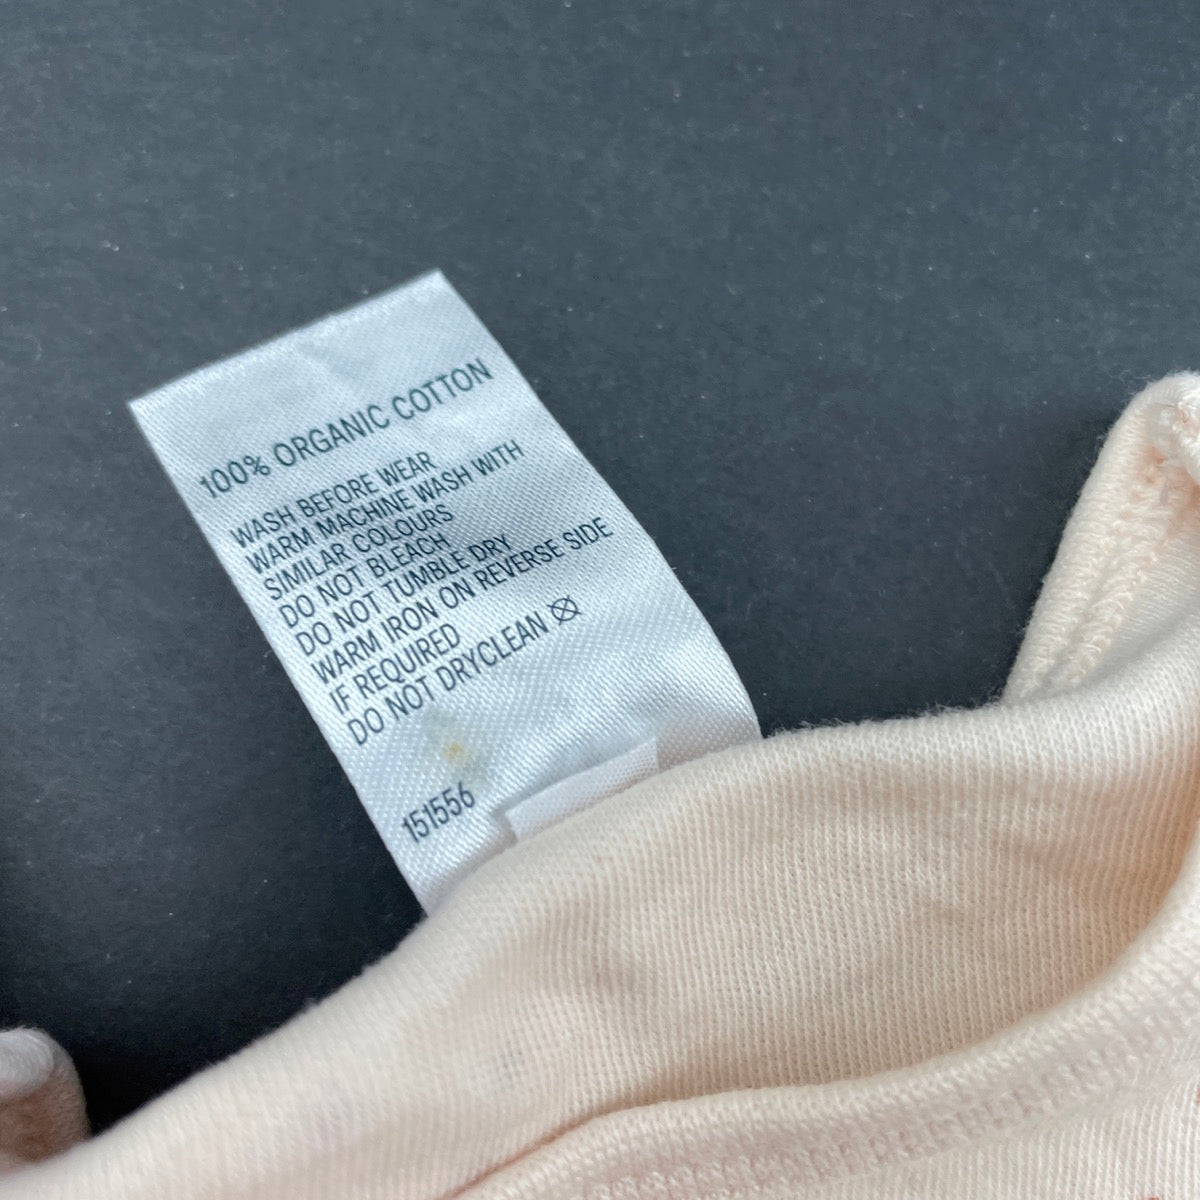 100% ORGANIC COTTON
WASH BEFORE WEAR
WARM MACHINE WASH WITH
SIMILAR COLOURS
DO NOT BLEACH
DO NOT TUMBLE DRY
WARM IRON ON REVERSE SIDE
IF REQUIRED
DO NOT DRYCLEAN
151556